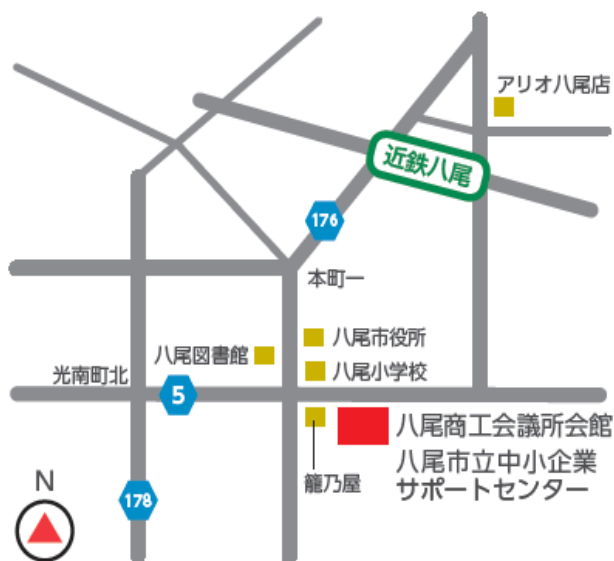 アリオ八尾店
近鉄八尾
176
本町一
八尾市役所
八尾図書館
八尾小学校
光南町北
5
八尾商工会議所会館
八尾市立中小企業
サポートセンター
籠乃屋
N
178